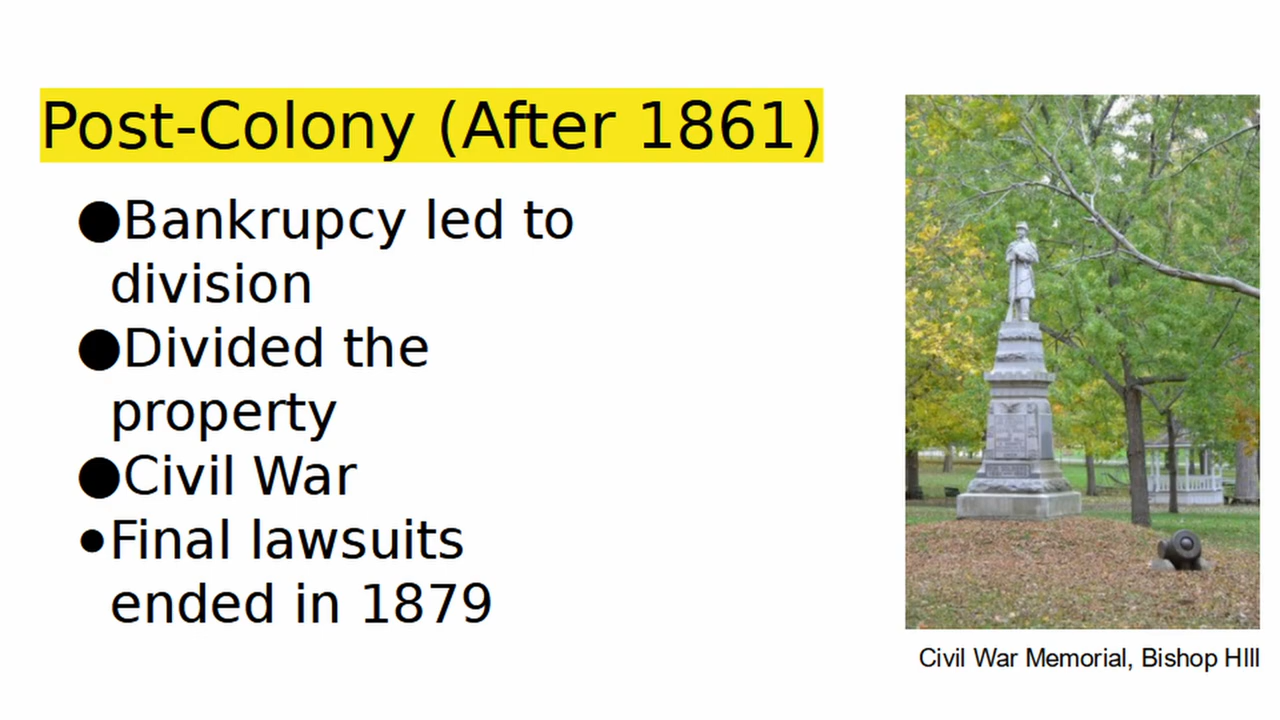 Post-Colony (After 1861)
●Bankrupcy led to
division
●Divided the
property
●Civil War
•Final lawsuits
ended in 1879
Civil War Memorial, Bishop HIll